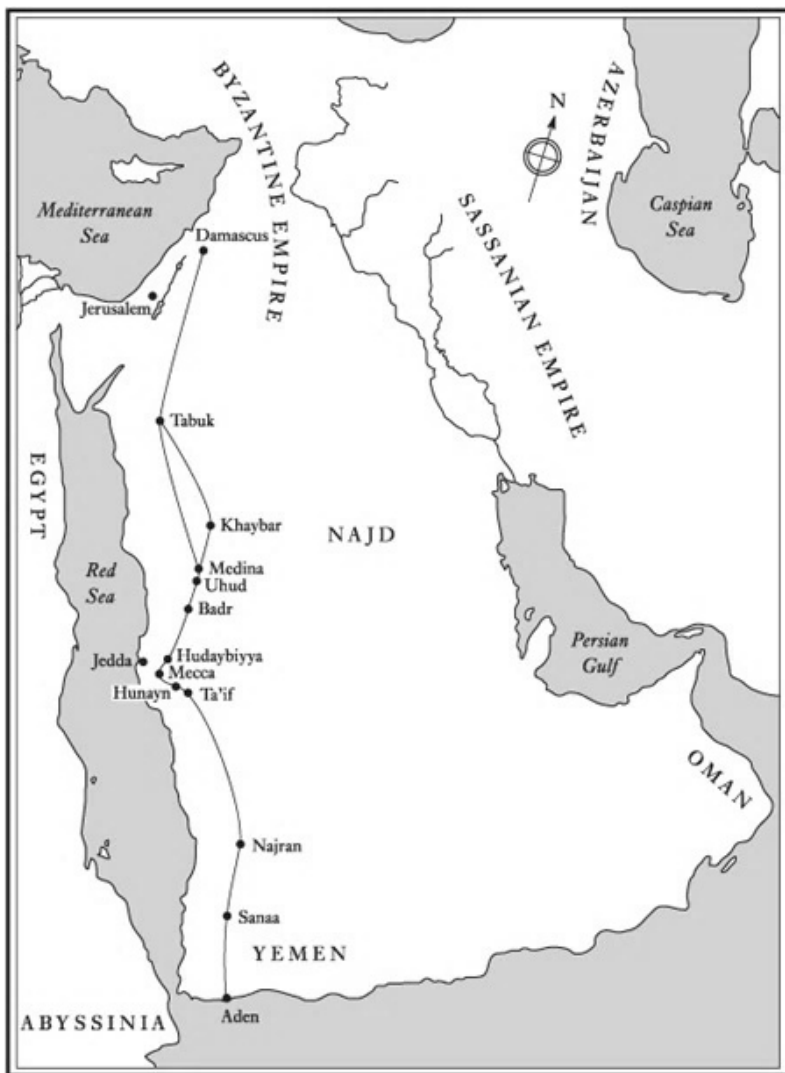 BYZANTINE EMPIRE
AZERBAIJAN
N
Mediterranean
Sea
Caspian
Sea
SASSANIAN EMPIRE
Damascus
Jerusalem
Tabuk
EGYPT
Khaybar
NAJD
Red
Sea
Medina
Uhud
Badr
Persian
Gulf
Jedda
Hudaybiyya
Mecca
Hunayn
Ta'if
OMAN
Najran
Sanaa
YEMEN
Aden
ABYSSINIA